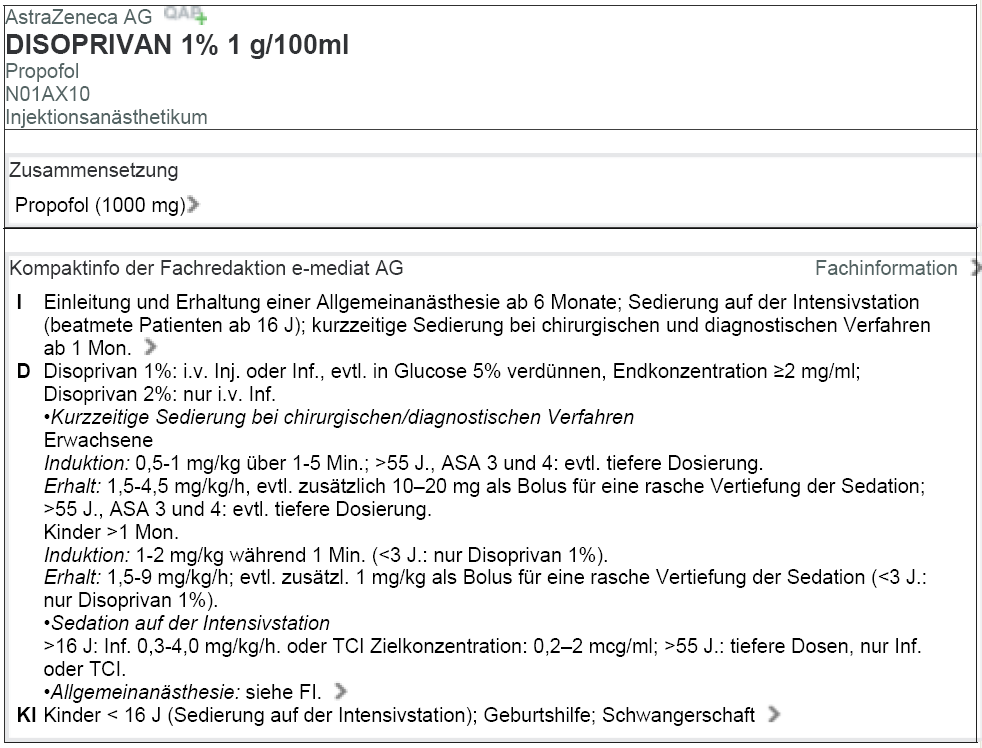 AstraZeneca AG QAP+
DISOPRIVAN 1% 1 g/100ml
Propofol
N01AX10
Injektionsanästhetikum
Zusammensetzung
Propofol (1000 mg)
Kompaktinfo der Fachredaktion e-mediat AG Fachinformation
I Einleitung und Erhaltung einer Allgemeinanästhesie ab 6 Monate; Sedierung auf der Intensivstation
(beatmete Patienten ab 16 J); kurzzeitige Sedierung bei chirurgischen und diagnostischen Verfahren
ab 1 Mon.
D Disoprivan 1%: i.v. Inj. oder Inf., evtl. in Glucose 5% verdünnen, Endkonzentration ≥2 mg/ml;
Disoprivan 2%: nur i.v. Inf.
•Kurzzeitige Sedierung bei chirurgischen/diagnostischen Verfahren
Erwachsene
Induktion: 0,5-1 mg/kg über 1-5 Min.; >55 J., ASA 3 und 4: evtl. tiefere Dosierung.
Erhalt: 1,5-4,5 mg/kg/h, evtl. zusätzlich 10–20 mg als Bolus für eine rasche Vertiefung der Sedation;
>55 J., ASA 3 und 4: evtl. tiefere Dosierung.
Kinder >1 Mon.
Induktion: 1-2 mg/kg während 1 Min. (<3 J.: nur Disoprivan 1%).
Erhalt: 1,5-9 mg/kg/h; evtl. zusätzl. 1 mg/kg als Bolus für eine rasche Vertiefung der Sedation (<3 J.:
nur Disoprivan 1%).
•Sedation auf der Intensivstation
>16 J: Inf. 0,3-4,0 mg/kg/h. oder TCI Zielkonzentration: 0,2–2 mcg/ml; >55 J.: tiefere Dosen, nur Inf.
oder TCI.
•Allgemeinanästhesie: siehe FI.
KI Kinder < 16 J (Sedierung auf der Intensivstation); Geburtshilfe; Schwangerschaft